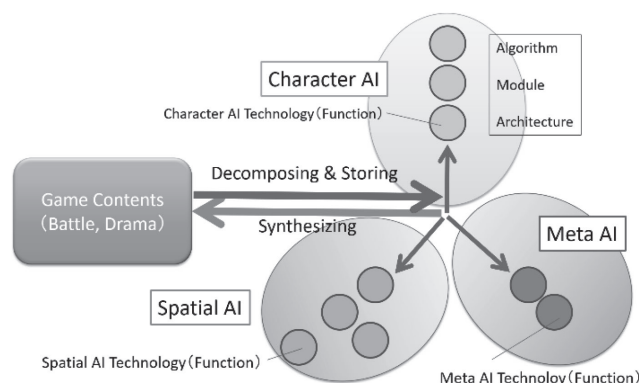 Algorithm
Character AI
Module
Character AI Technology(Function)
Architecture
Decomposing & Storing
Game Contents
(Battle, Drama)
Synthesizing
Meta AI
Spatial AI
Spatial AI Technology(Function)
Meta AI Technoloy(Function)